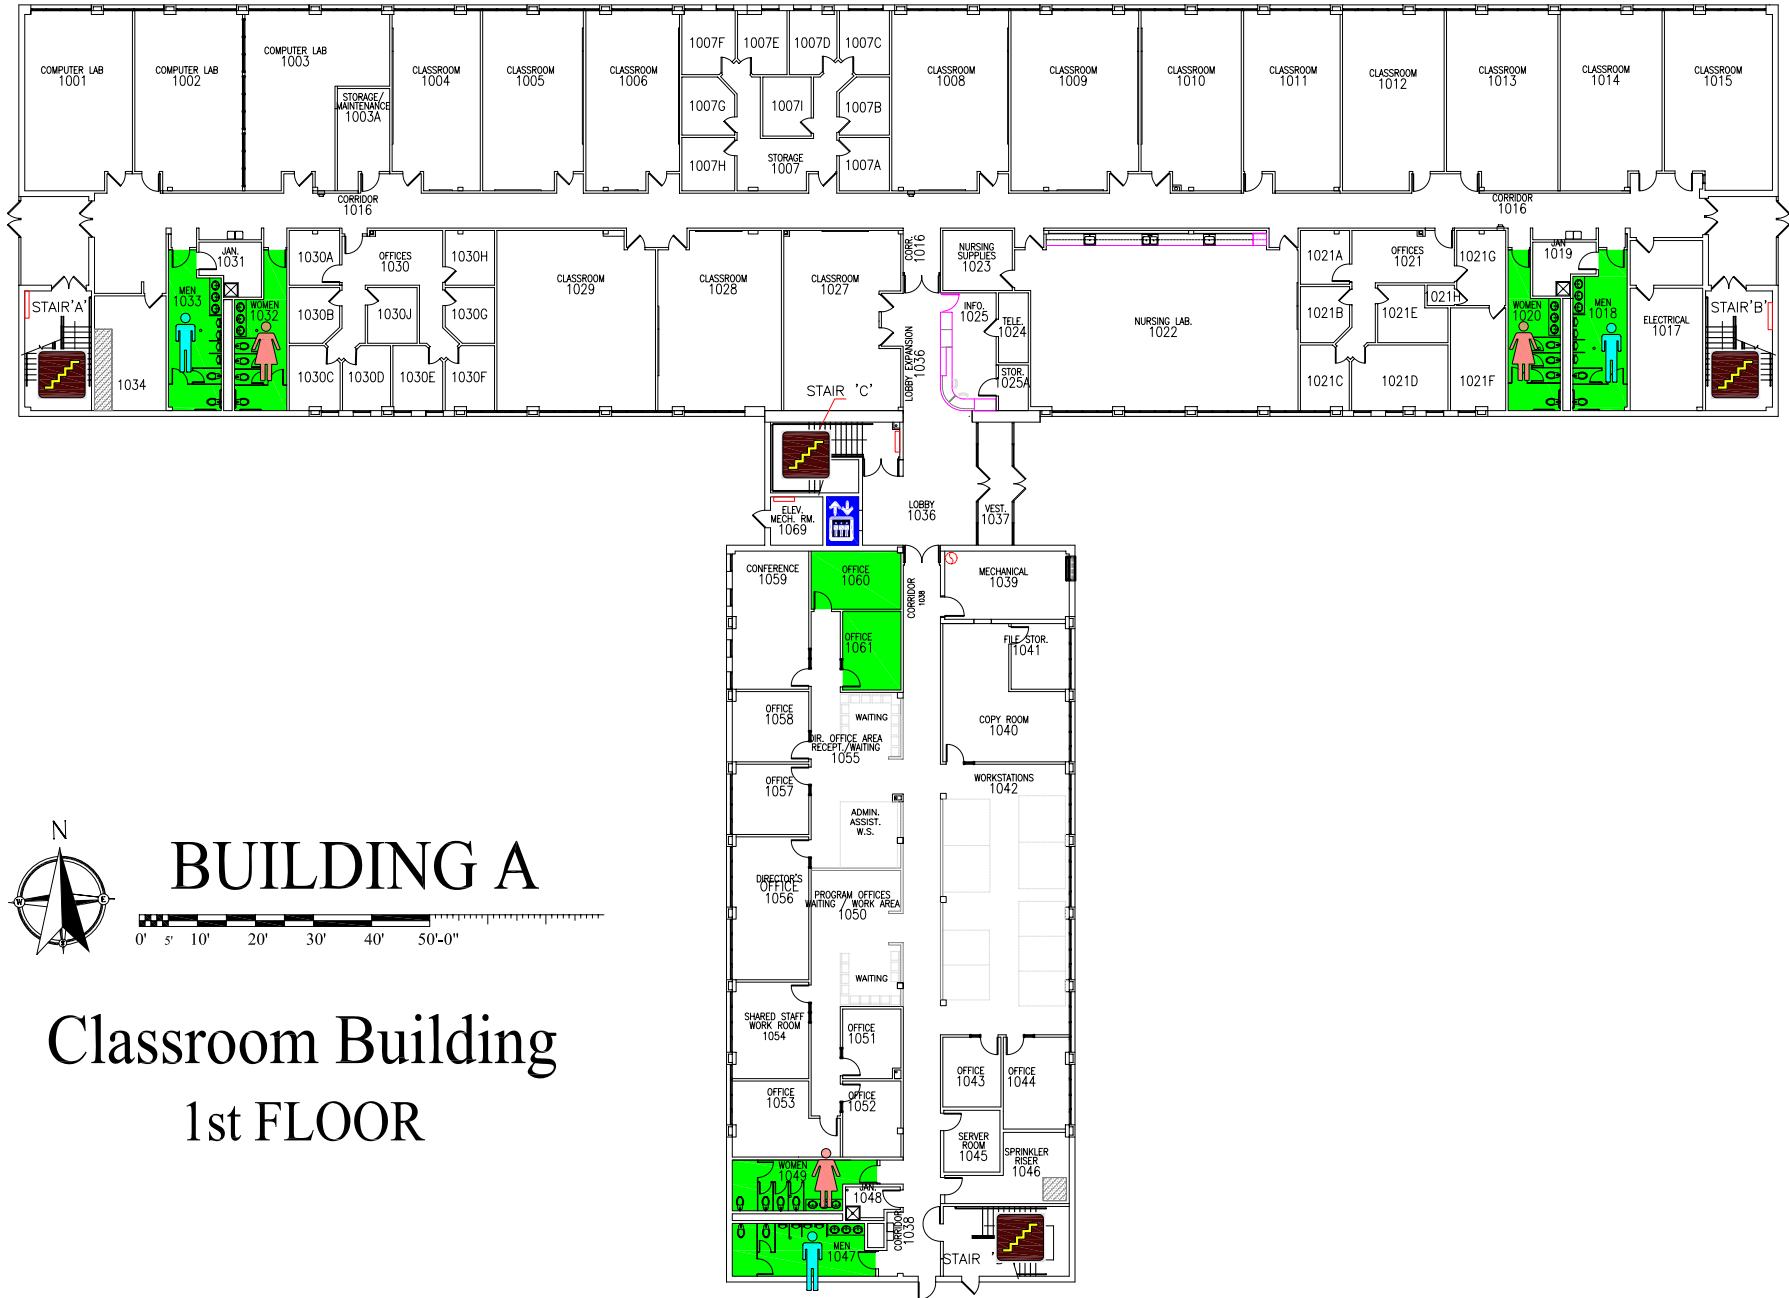 COMPUTER LAB
1001
COMPUTER LAB
1002
COMPUTER LAB
1003
STORAGE/
MAINTENANCE
1003A
CLASSROOM
1004
CLASSROOM
1005
CLASSROOM
1006
1007F
1007E
1007D
1007C
1007G
1007I
1007B
1007H
STORAGE
1007
1007A
CLASSROOM
1008
CLASSROOM
1009
CLASSROOM
1010
CLASSROOM
1011
CLASSROOM
1012
CLASSROOM
1013
CLASSROOM
1014
CLASSROOM
1015
CORRIDOR
1016
CORR.
1016
CORRIDOR
1016
STAIR'A'
1034
MEN
1033
JAN.
1031
WOMEN
1032
1030A
OFFICES
1030
1030H
1030B
1030J
1030G
1030C
1030D
1030E
1030F
CLASSROOM
1029
CLASSROOM
1028
CLASSROOM
1027
STAIR 'C'
LOBBY EXPANSION
1036
NURSING
SUPPLIES
1023
INFO.
1025
TELE.
1024
STOR.
1025A
NURSING LAB.
1022
1021A
OFFICES
1021
1021G
1021B
1021E
1021H
1021C
1021D
1021F
WOMEN
1020
JAN
1019
MEN
1018
ELECTRICAL
1017
STAIR'B'
ELEV.
MECH. RM.
1069
LOBBY
1036
VEST.
1037
CONFERENCE
1059
OFFICE
1060
OFFICE
1061
CORRIDOR
1038
MECHANICAL
1039
FILE STOR.
1041
COPY ROOM
1040
OFFICE
1058
WAITING
DIR. OFFICE AREA
RECEPT./WAITING
1055
OFFICE
1057
ADMIN.
ASSIST.
W.S.
WORKSTATIONS
1042
DIRECTOR'S
OFFICE
1056
PROGRAM OFFICES
WAITING / WORK AREA
1050
WAITING
SHARED STAFF
WORK ROOM
1054
OFFICE
1051
OFFICE
1053
OFFICE
1052
OFFICE
1043
OFFICE
1044
SERVER
ROOM
1045
SPRINKLER
RISER
1046
WOMEN
1049
JAN.
1048
MEN
1047
CORRIDOR
1038
STAIR
N
W
E
S
BUILDING A
0' 5' 10' 20' 30' 40' 50'-0"
Classroom Building
1st FLOOR